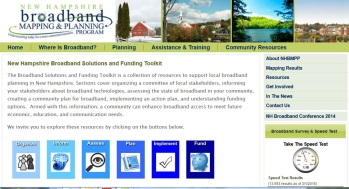 NEW HAMPSHIRE
broadband
MAPPING & PLANNING
PROGRAM
Home
Where Is Broadband?
Planning
Assistance & Training
Community Resources
New Hampshire Broadband Solutions and Funding Toolkit
The Broadband Solutions and Funding Toolkit is a collection of resources to support local broadband
planning in New Hampshire. Sections cover organizing a committee of local stakeholders, informing
your stakeholders about broadband technologies, assessing the state of broadband in your community,
creating a community plan for broadband, implementing an action plan, and understanding funding
options. Armed with this information, a community can enhance broadband access to meet future
economic, education, and communication needs.
We invite you to explore these resources by clicking on the buttons below.
Organize
Inform
Assess
Plan
Implement
Fund
About NHBMPP
Mapping Results
Resources
Get Involved
In The News
Contact Us
NH Broadband Conference 2014
Broadband Survey & Speed Test
Take The Speed Test